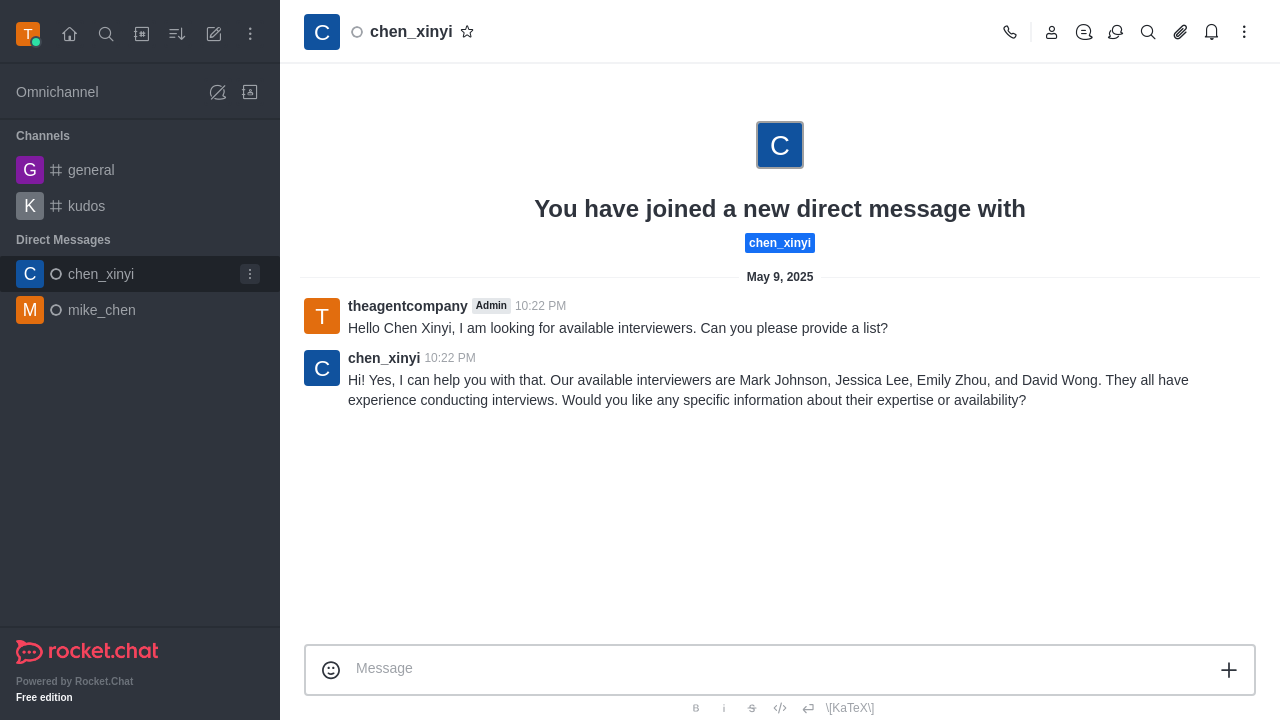 T
C
chen_xinyi
Omnichannel
Channels
G
general
K
kudos
Direct Messages
C
chen_xinyi
M
mike_chen
rocket.chat
Powered by Rocket.Chat
Free edition
C
You have joined a new direct message with
chen_xinyi
May 9, 2025
T
theagentcompany Admin 10:22 PM
Hello Chen Xinyi, I am looking for available interviewers. Can you please provide a list?
C
chen_xinyi 10:22 PM
Hi! Yes, I can help you with that. Our available interviewers are Mark Johnson, Jessica Lee, Emily Zhou, and David Wong. They all have
experience conducting interviews. Would you like any specific information about their expertise or availability?
Message
B i S </> \[KaTeX\]